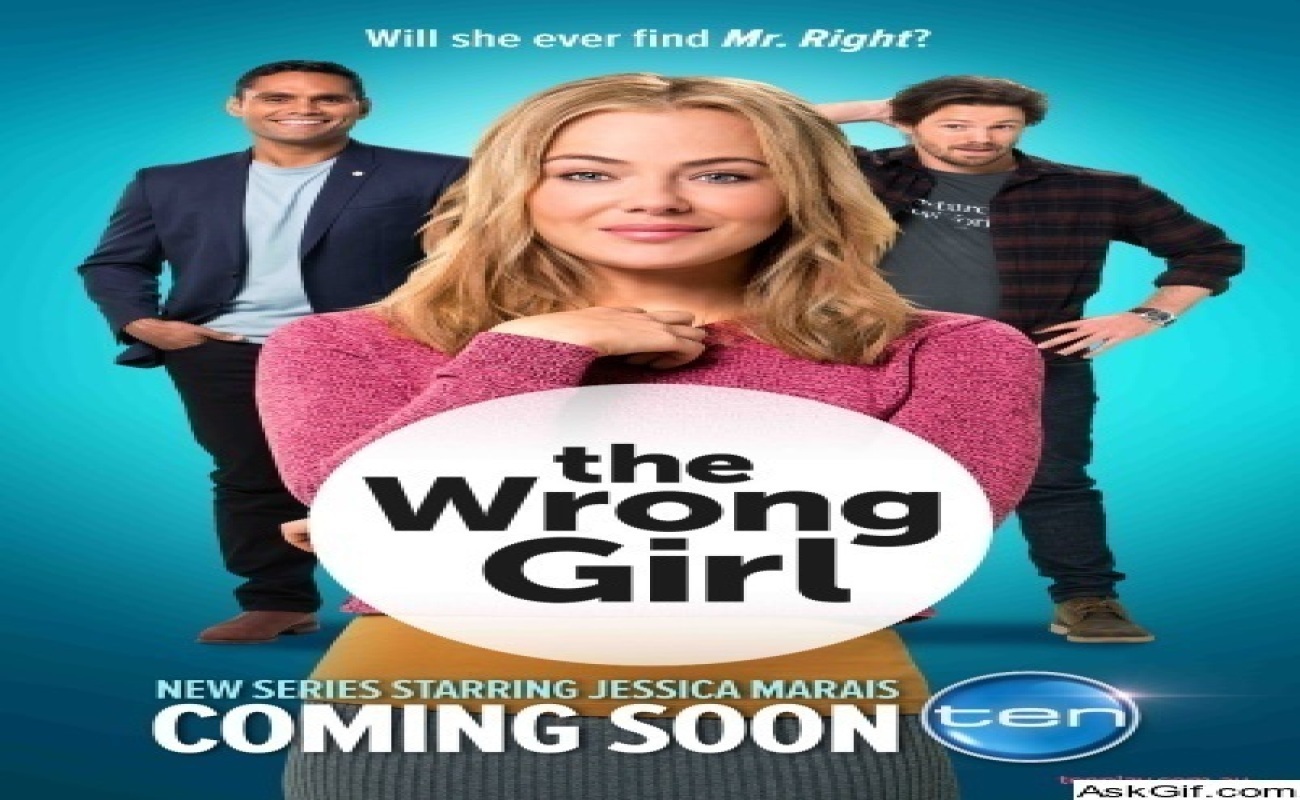 Will she ever find Mr. Right?
the
Wrong
Girl
NEW SERIES STARRING JESSICA MARAIS
COMING SOON
ten
AskGif.com